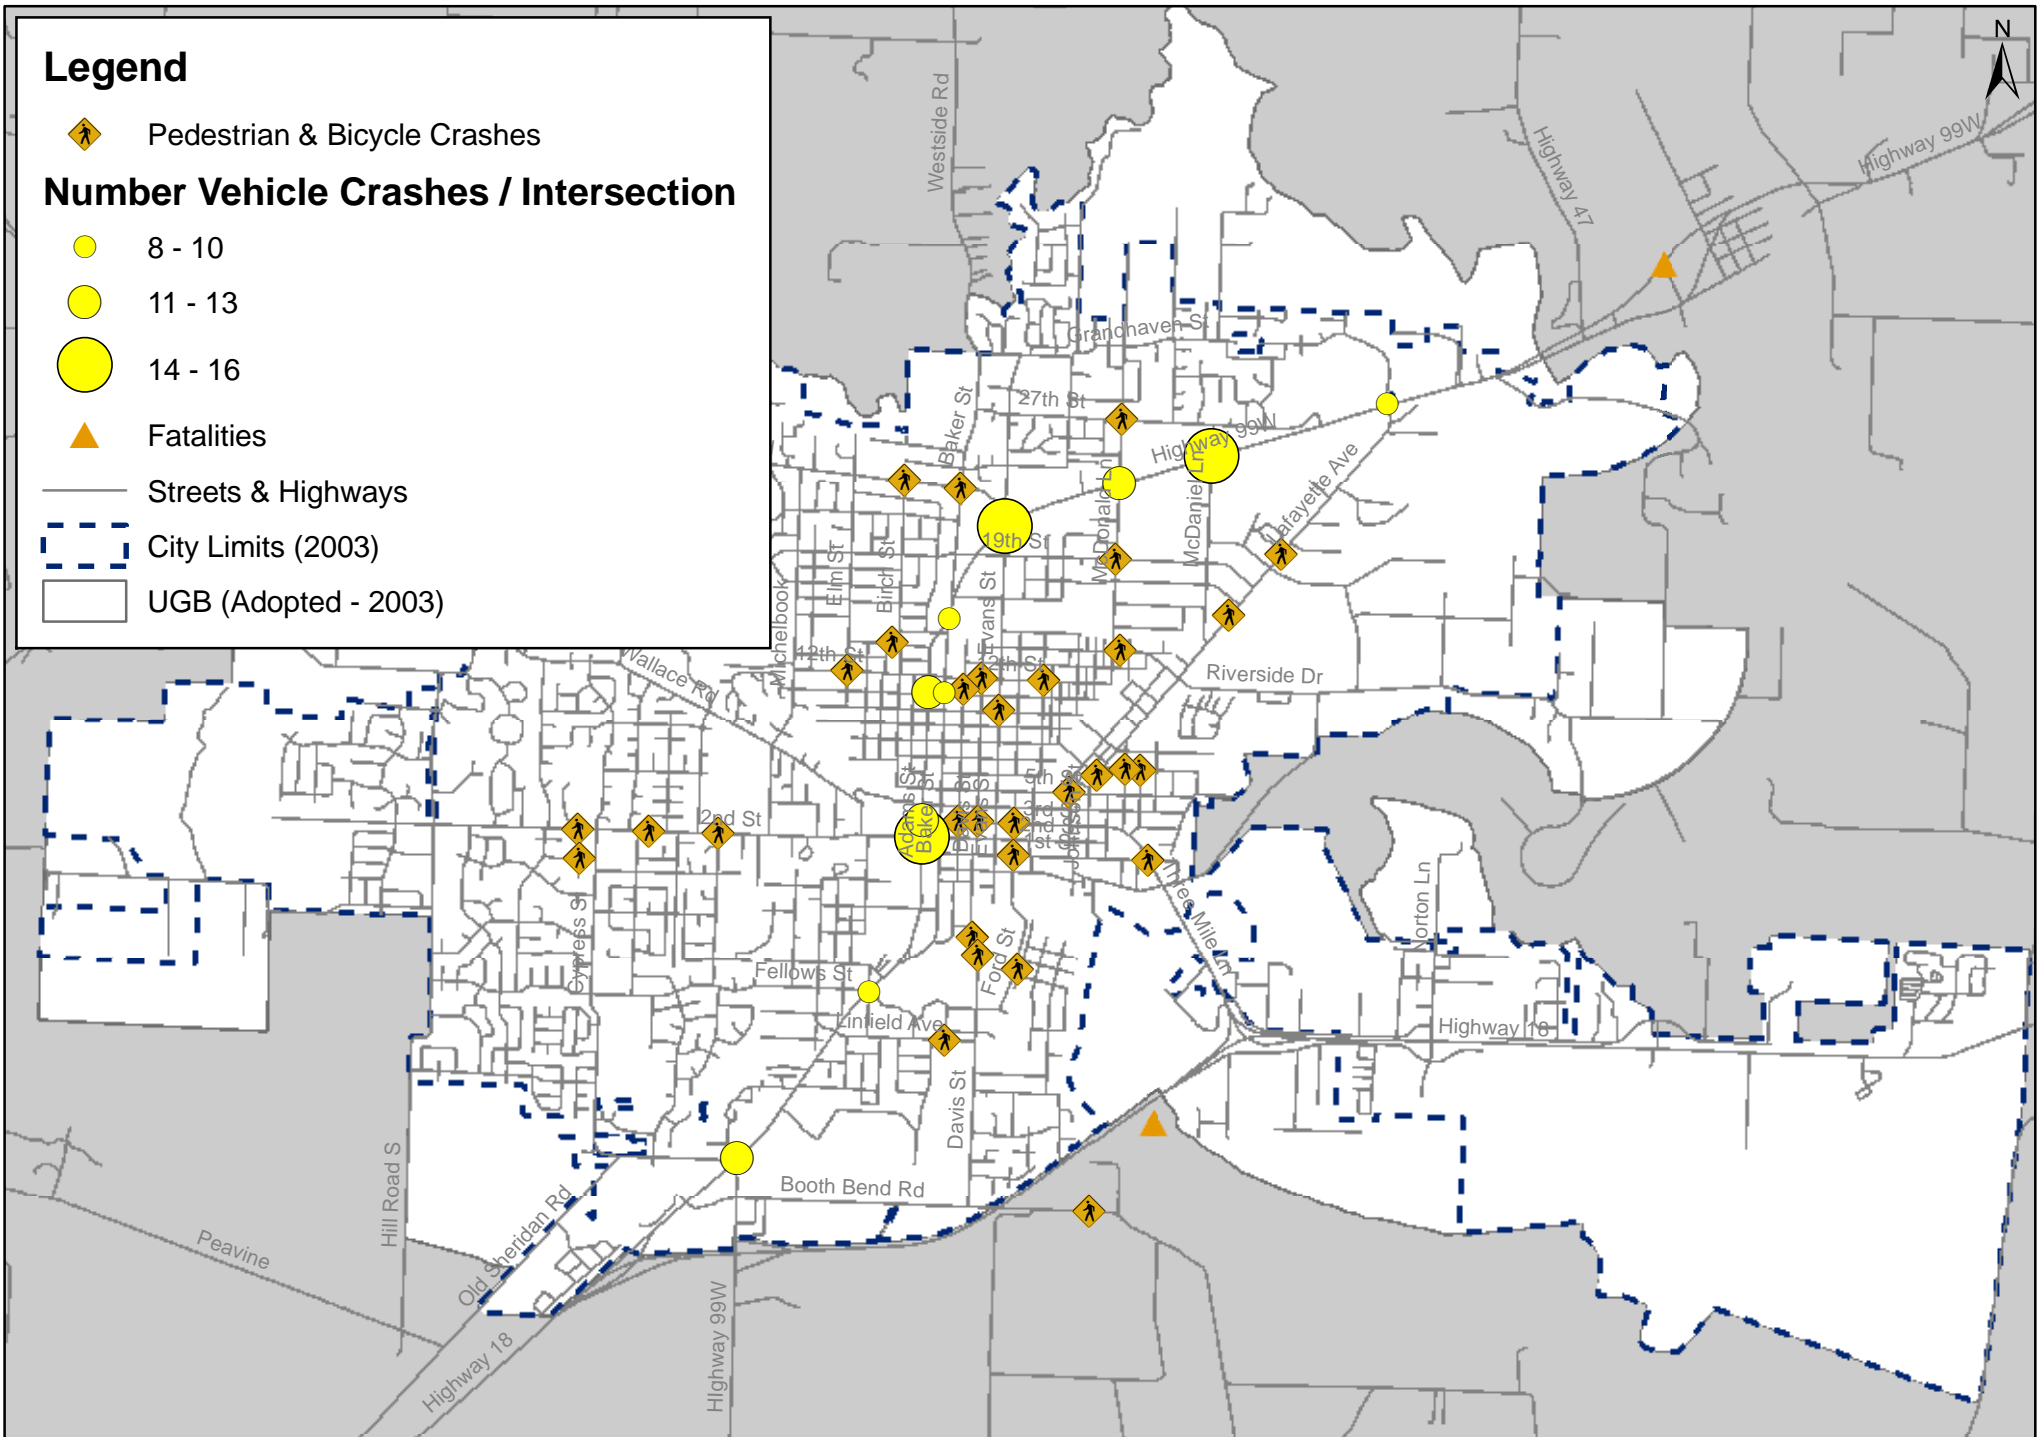 Legend
Pedestrian & Bicycle Crashes
Number Vehicle Crashes / Intersection
8 - 10
11 - 13
14 - 16
Fatalities
Streets & Highways
City Limits (2003)
UGB (Adopted - 2003)
N
Westside Rd
Highway 47
Highway 99W
Grandhaven St
27th St
Baker St
Highway 99W
McDonald Ln
McDaniel Ln
Lafayette Ave
19th St
Elm St
Birch St
Evans St
Michelbook
12th St
12th St
Wallace Rd
Riverside Dr
Adams St
Baker St
5th St
3rd
2nd
1st St
Johnson
2nd St
Three Mile Ln
Norton Ln
Cypress St
Fellows St
Ford St
Linfield Ave
Highway 18
Davis St
Booth Bend Rd
Hill Road S
Old Sheridan Rd
Peavine
Highway 18
HIghway 99W